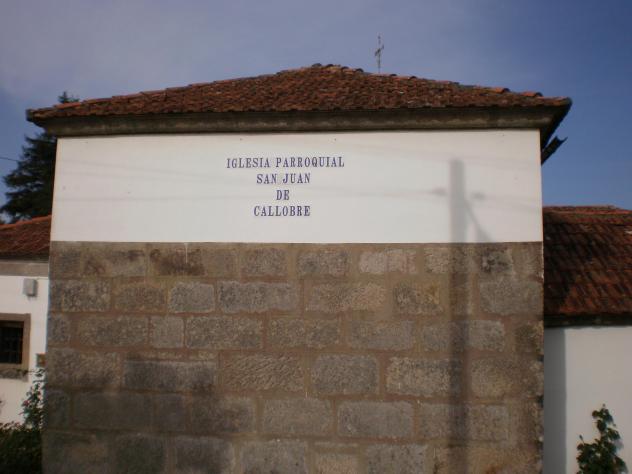 IGLESIA PARROQUIAL
SAN JUAN
DE
CALLOBRE